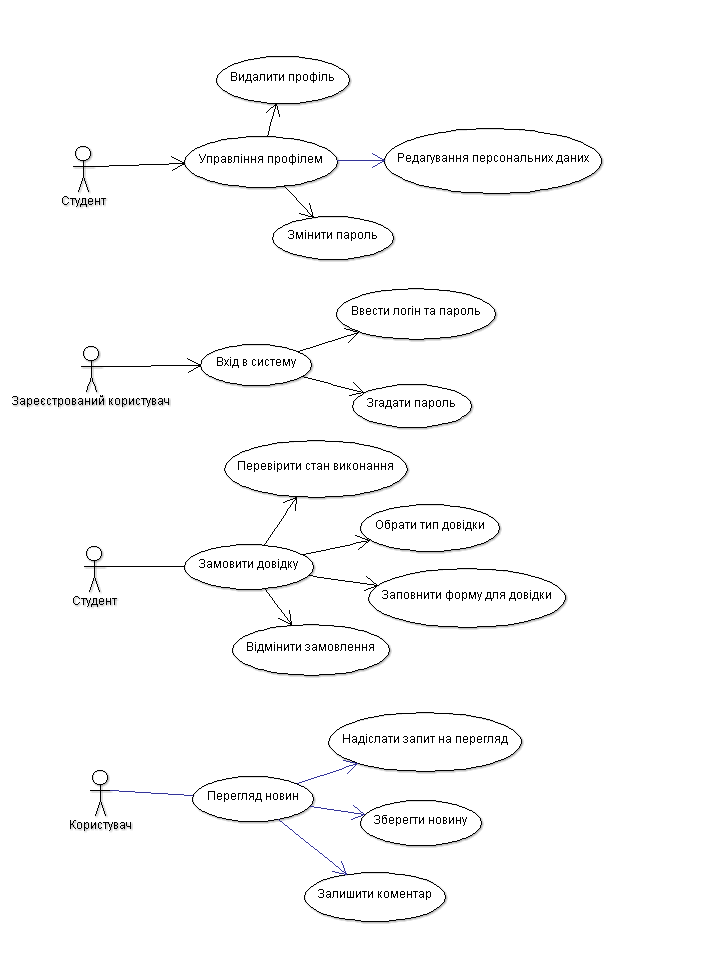 Видалити профіль
Управління профілем
Редагування персональних даних
Студент
Змінити пароль
Ввести логін та пароль
Вхід в систему
Зареєстрований користувач
Згадати пароль
Перевірити стан виконання
Обрати тип довідки
Замовити довідку
Заповнити форму для довідки
Студент
Відмінити замовлення
Надіслати запит на перегляд
Перегляд новин
Користувач
Зберегти новину
Залишити коментар